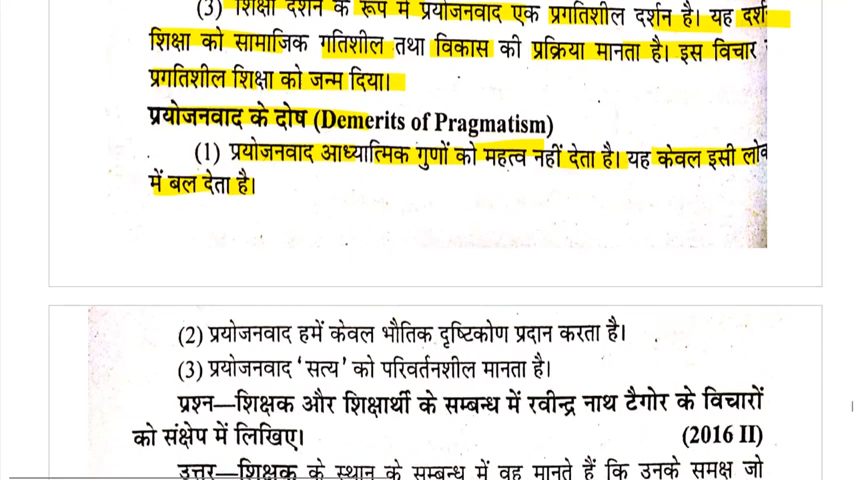 (3) शिक्षा दर्शन के रूप में प्रयोजनवाद एक प्रगतिशील दर्शन है। यह
शिक्षा को सामाजिक गतिशील तथा विकास की प्रक्रिया मानता है। इस विचार
प्रगतिशील शिक्षा को जन्म दिया।
प्रयोजनवाद के दोष (Demerits of Pragmatism)
(1) प्रयोजनवाद आध्यात्मिक गुणों को महत्व नहीं देता है। यह केवल इसी
में बल देता है।
(2) प्रयोजनवाद हमें केवल भौतिक दृष्टिकोण प्रदान करता है।
(3) प्रयोजनवाद ‘सत्य’ को परिवर्तनशील मानता है।
प्रश्न—शिक्षक और शिक्षार्थी के सम्बन्ध में रवीन्द्र नाथ टैगोर के विचारों
को संक्षेप में लिखिए। (2016 II)
उत्तर—शिक्षक के स्थान के सम्बन्ध में वह मानते हैं कि उनके समक्ष जो